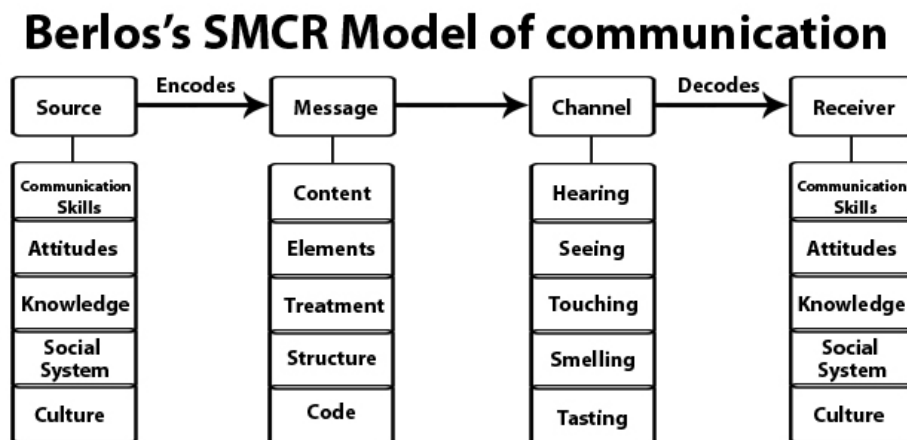 Berlos's SMCR Model of communication
Encodes
Decodes
Source
Message
Channel
Receiver
Communication
Skills
Attitudes
Knowledge
Social
System
Culture
Content
Elements
Treatment
Structure
Code
Hearing
Seeing
Touching
Smelling
Tasting
Communication
Skills
Attitudes
Knowledge
Social
System
Culture